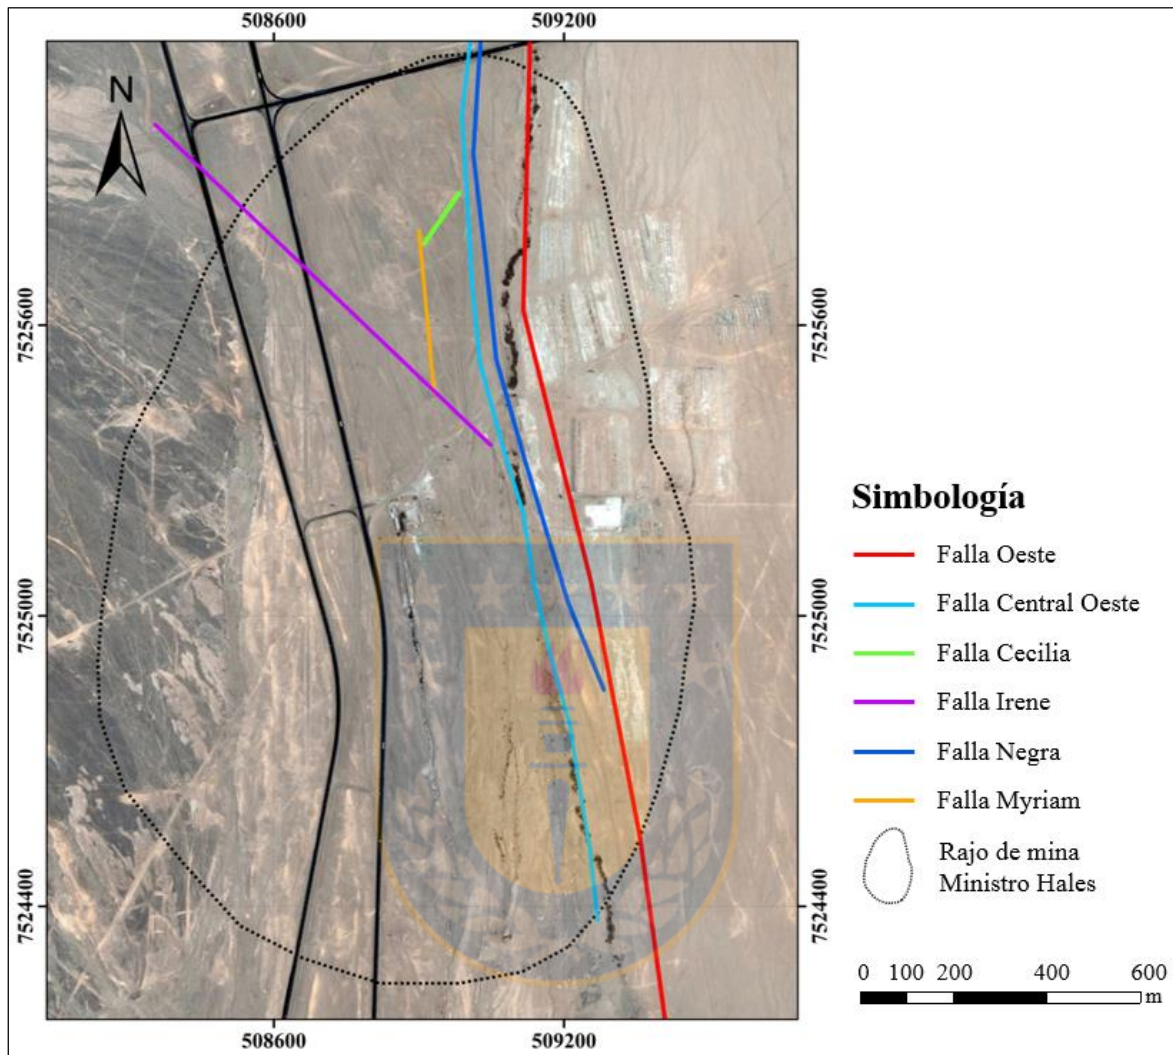 508600
509200
N
7525600
7525600
7525000
7525000
7524400
7524400
508600
509200
Simbología
Falla Oeste
Falla Central Oeste
Falla Cecilia
Falla Irene
Falla Negra
Falla Myriam
Rajo de mina
Ministro Hales
0 100 200 400 600
m